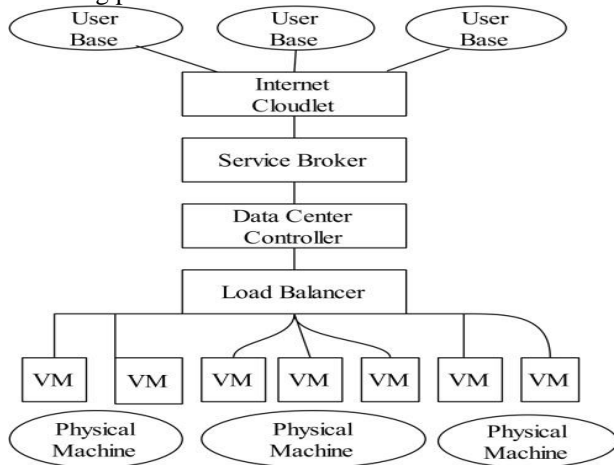 User
Base
User
Base
User
Base
Internet
Cloudlet
Service Broker
Data Center
Controller
Load Balancer
VM
VM
VM
VM
VM
VM
VM
Physical
Machine
Physical
Machine
Physical
Machine